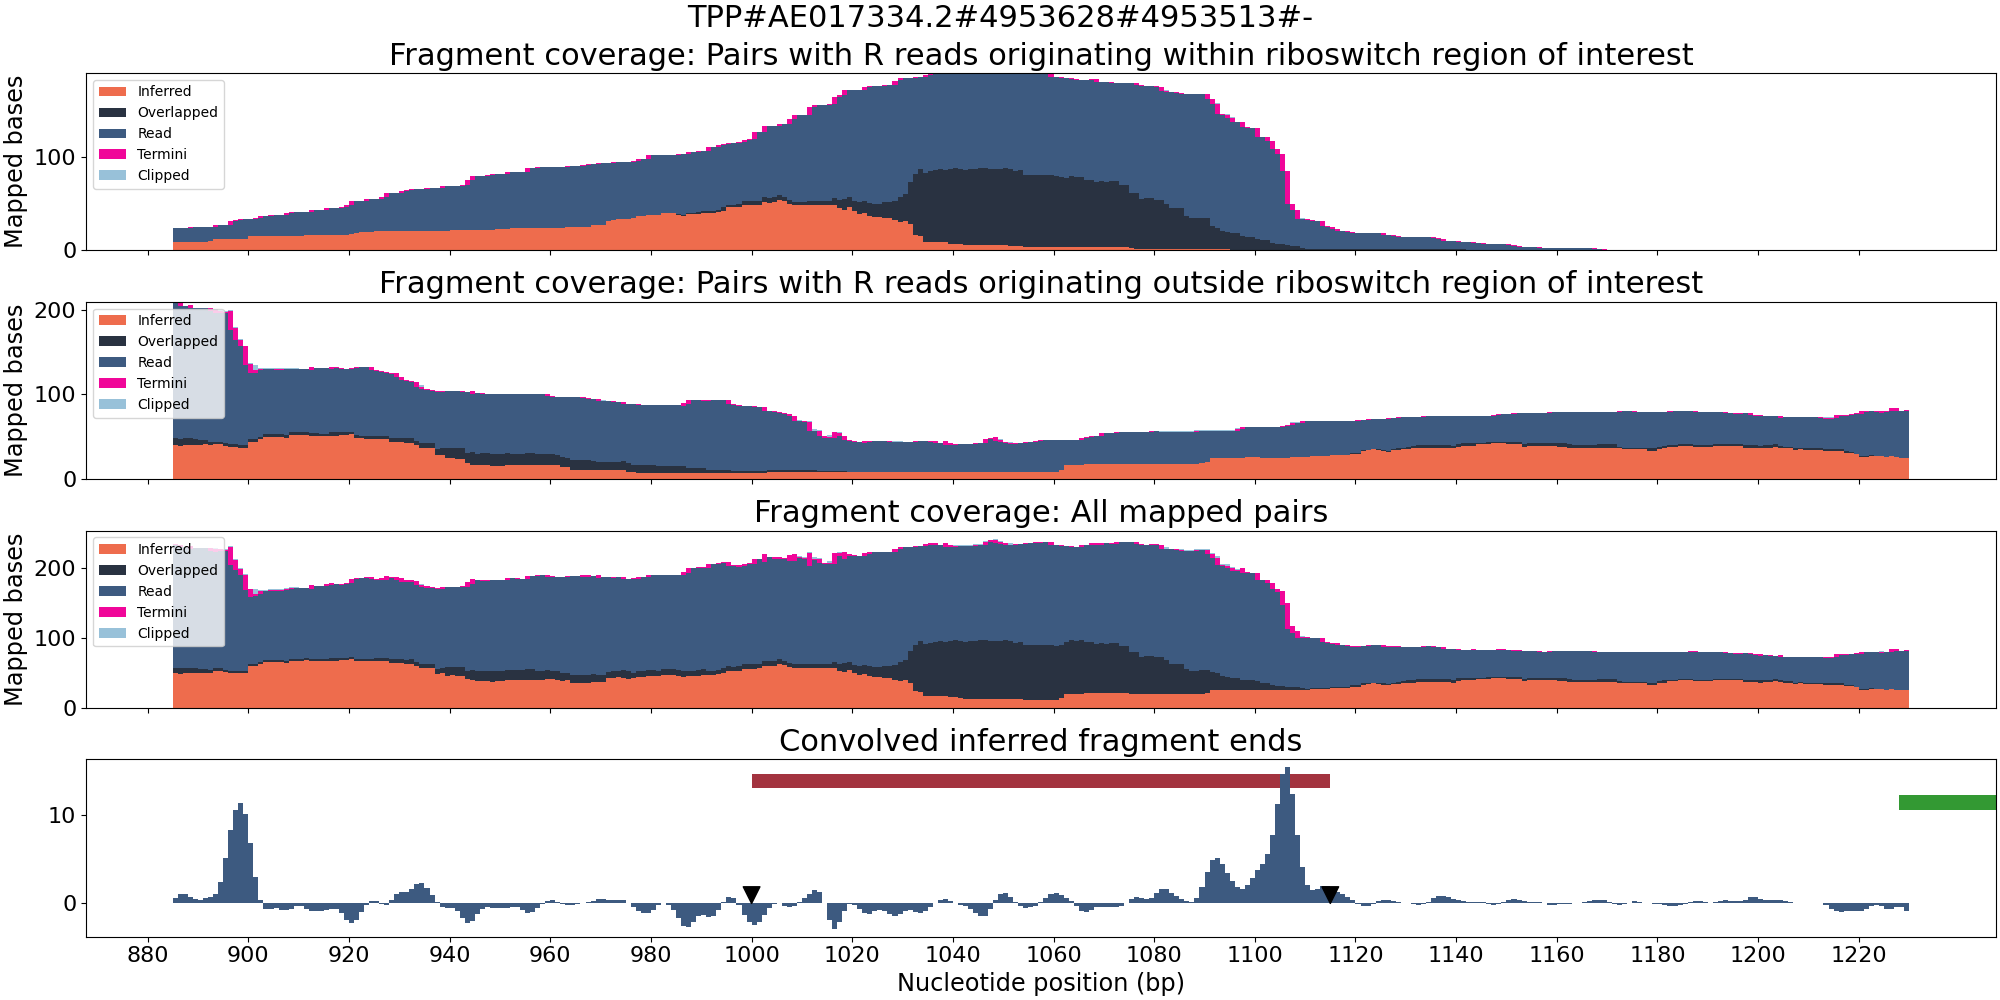 TPP#AE017334.2#4953628#4953513#-
Fragment coverage: Pairs with R reads originating within riboswitch region of interest
Mapped bases
100
0
Inferred
Overlapped
Read
Termini
Clipped
Fragment coverage: Pairs with R reads originating outside riboswitch region of interest
Mapped bases
200
100
0
Inferred
Overlapped
Read
Termini
Clipped
Fragment coverage: All mapped pairs
Mapped bases
200
100
0
Inferred
Overlapped
Read
Termini
Clipped
Convolved inferred fragment ends
10
0
880 900 920 940 960 980 1000 1020 1040 1060 1080 1100 1120 1140 1160 1180 1200 1220
Nucleotide position (bp)